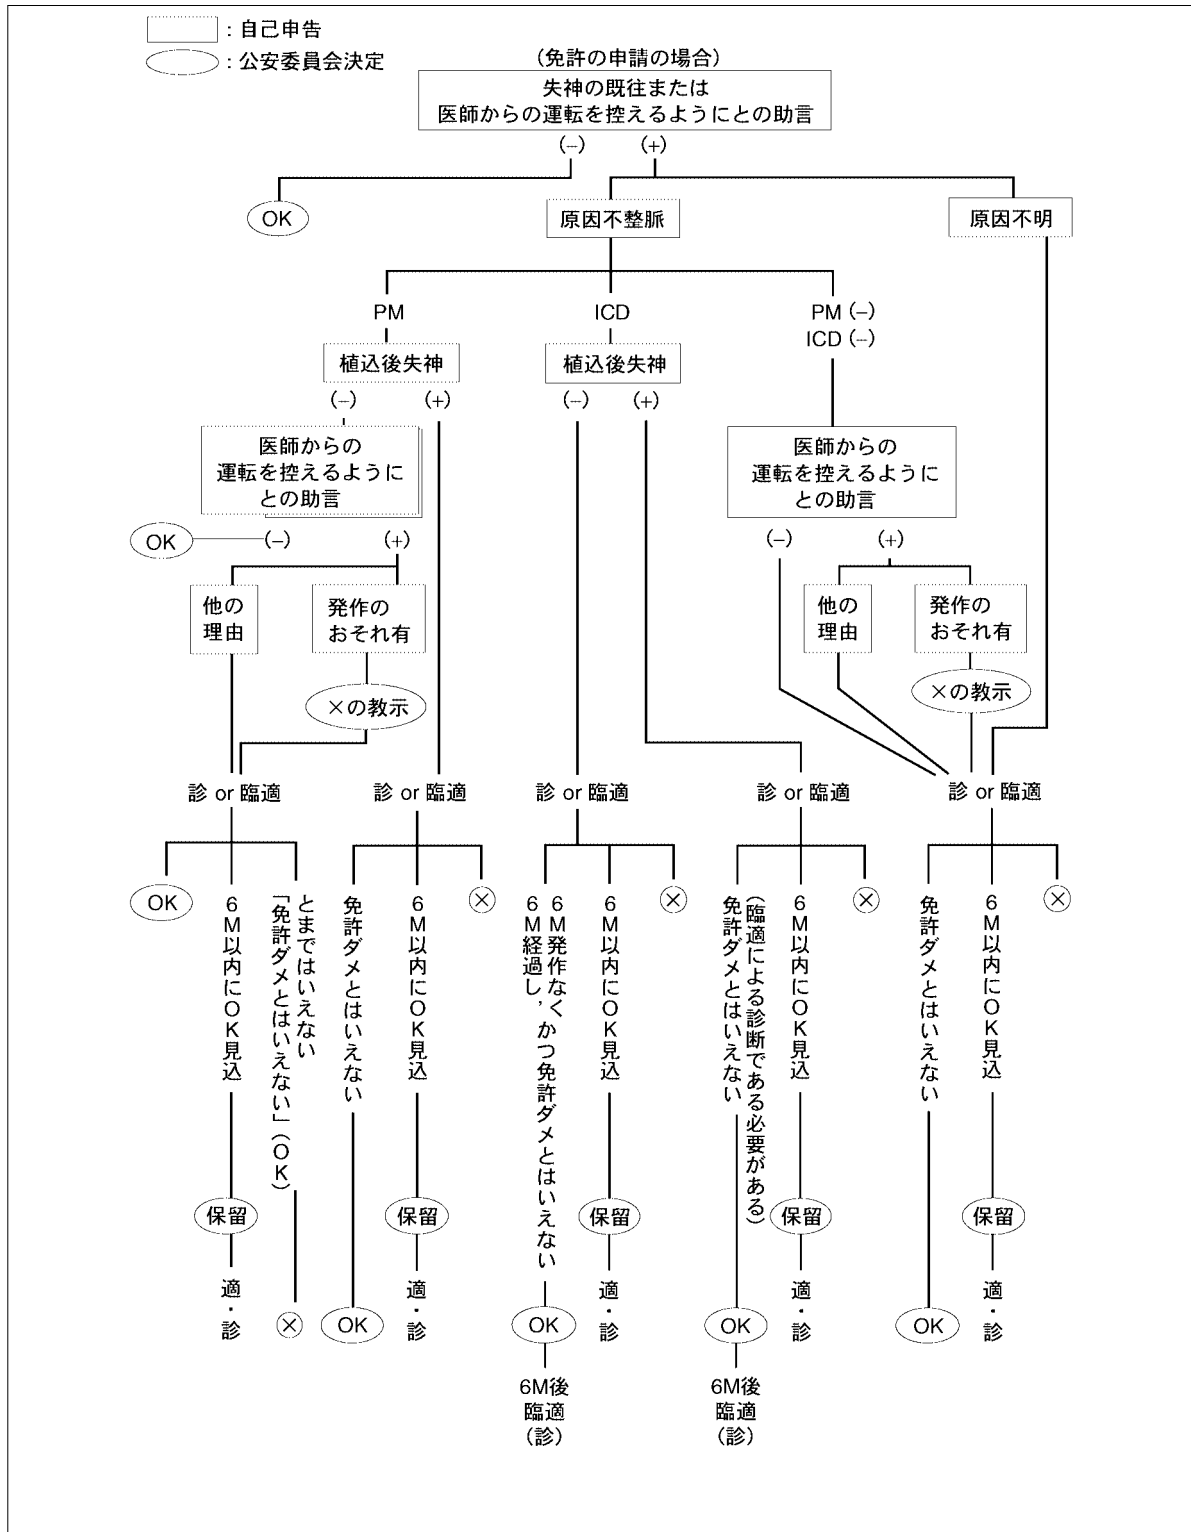 ：自己申告
：公安委員会決定
（免許の申請の場合）
失神の既往または
医師からの運転を控えるようにとの助言
(−)
(+)
OK
原因不整脈
原因不明
PM
ICD
PM (−)
ICD (−)
植込後失神
植込後失神
(−)
(+)
(−)
(+)
医師からの
運転を控えるように
との助言
医師からの
運転を控えるように
との助言
OK
(−)
(+)
(−)
(+)
他の
理由
発作の
おそれ有
他の
理由
発作の
おそれ有
×の教示
×の教示
診 or 臨適
診 or 臨適
診 or 臨適
診 or 臨適
診 or 臨適
OK
6M以内にOK見込
とまではいえない
「免許ダメとはいえない」（OK）
免許ダメとはいえない
6M以内にOK見込
×
6M発作なく，かつ免許ダメとはいえない
6M経過し，
6M以内にOK見込
×
（臨適による診断である必要がある）
免許ダメとはいえない
6M以内にOK見込
×
免許ダメとはいえない
6M以内にOK見込
×
保留
保留
保留
保留
保留
適・診
×
OK
適・診
OK
適・診
OK
適・診
OK
適・診
6M後
臨適
（診）
6M後
臨適
（診）